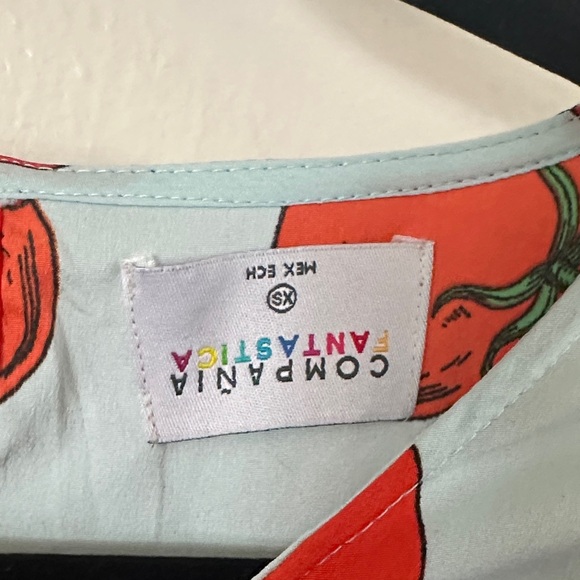 COMPAÑIA
FANTASTICA
XS
MEX ECH